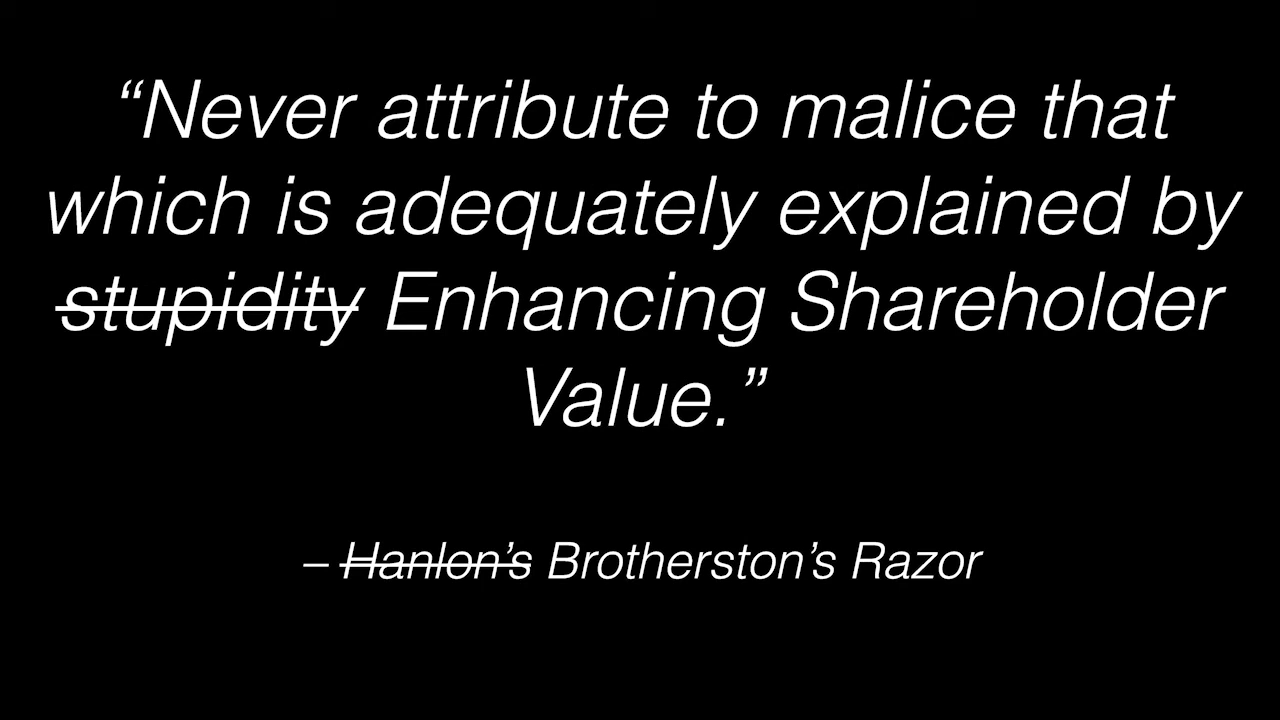 “Never attribute to malice that
which is adequately explained by
stupidity Enhancing Shareholder
Value.”
– Hanlon’s Brotherston’s Razor